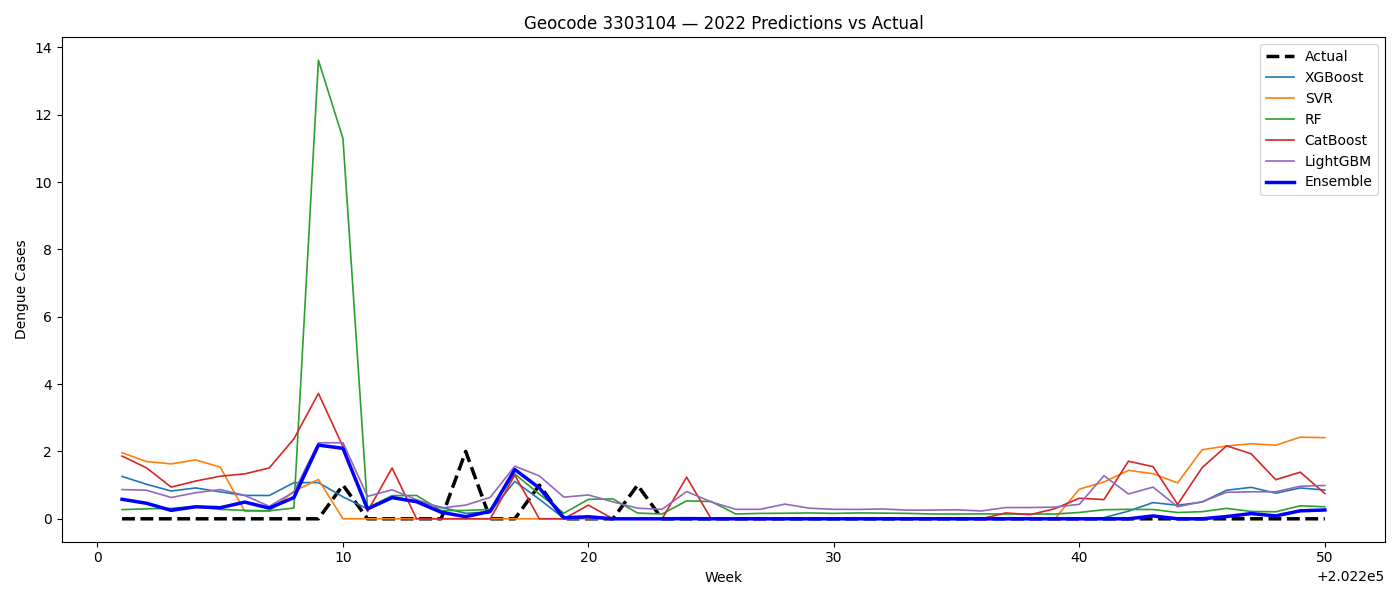 Geocode 3303104 — 2022 Predictions vs Actual
Dengue Cases
14
12
10
8
6
4
2
0
Actual
XGBoost
SVR
RF
CatBoost
LightGBM
Ensemble
0 10 20 30 40 50
Week
+2.022e5